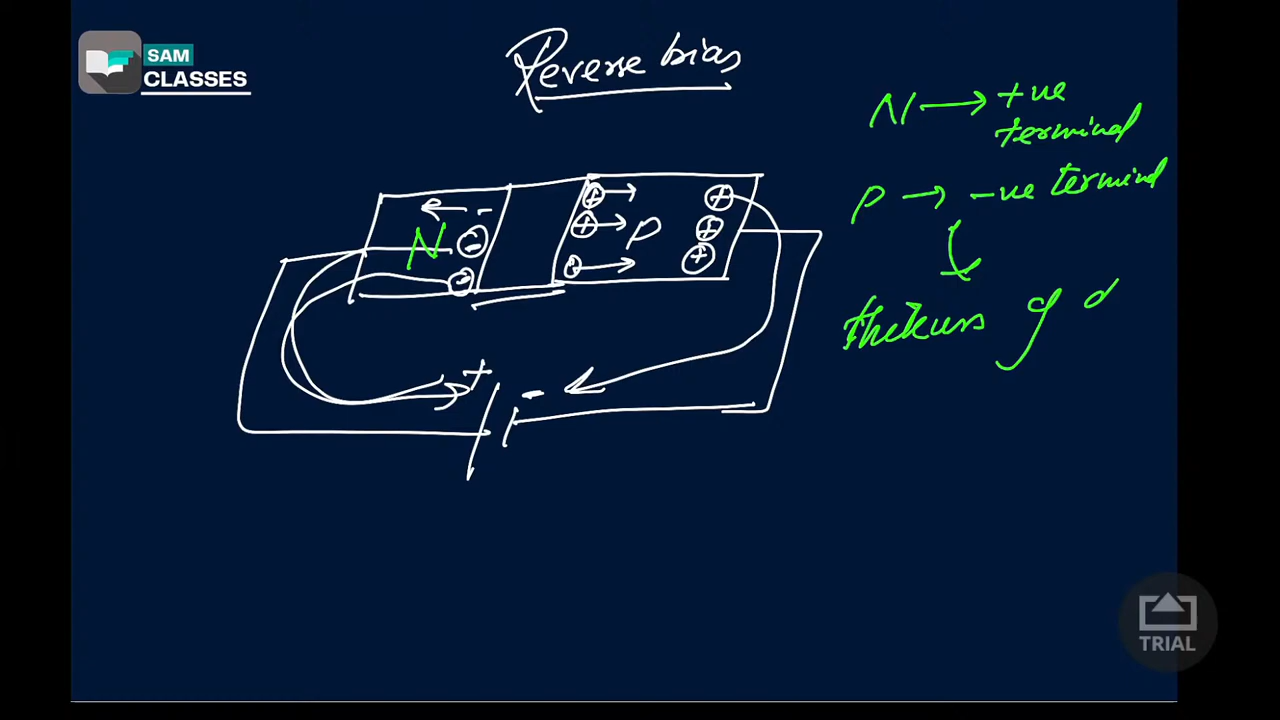 SAM
CLASSES
Reverse bias
N → +ve
terminal
P → -ve terminal
thickness of d
- 
N
P
+
-
TRIAL